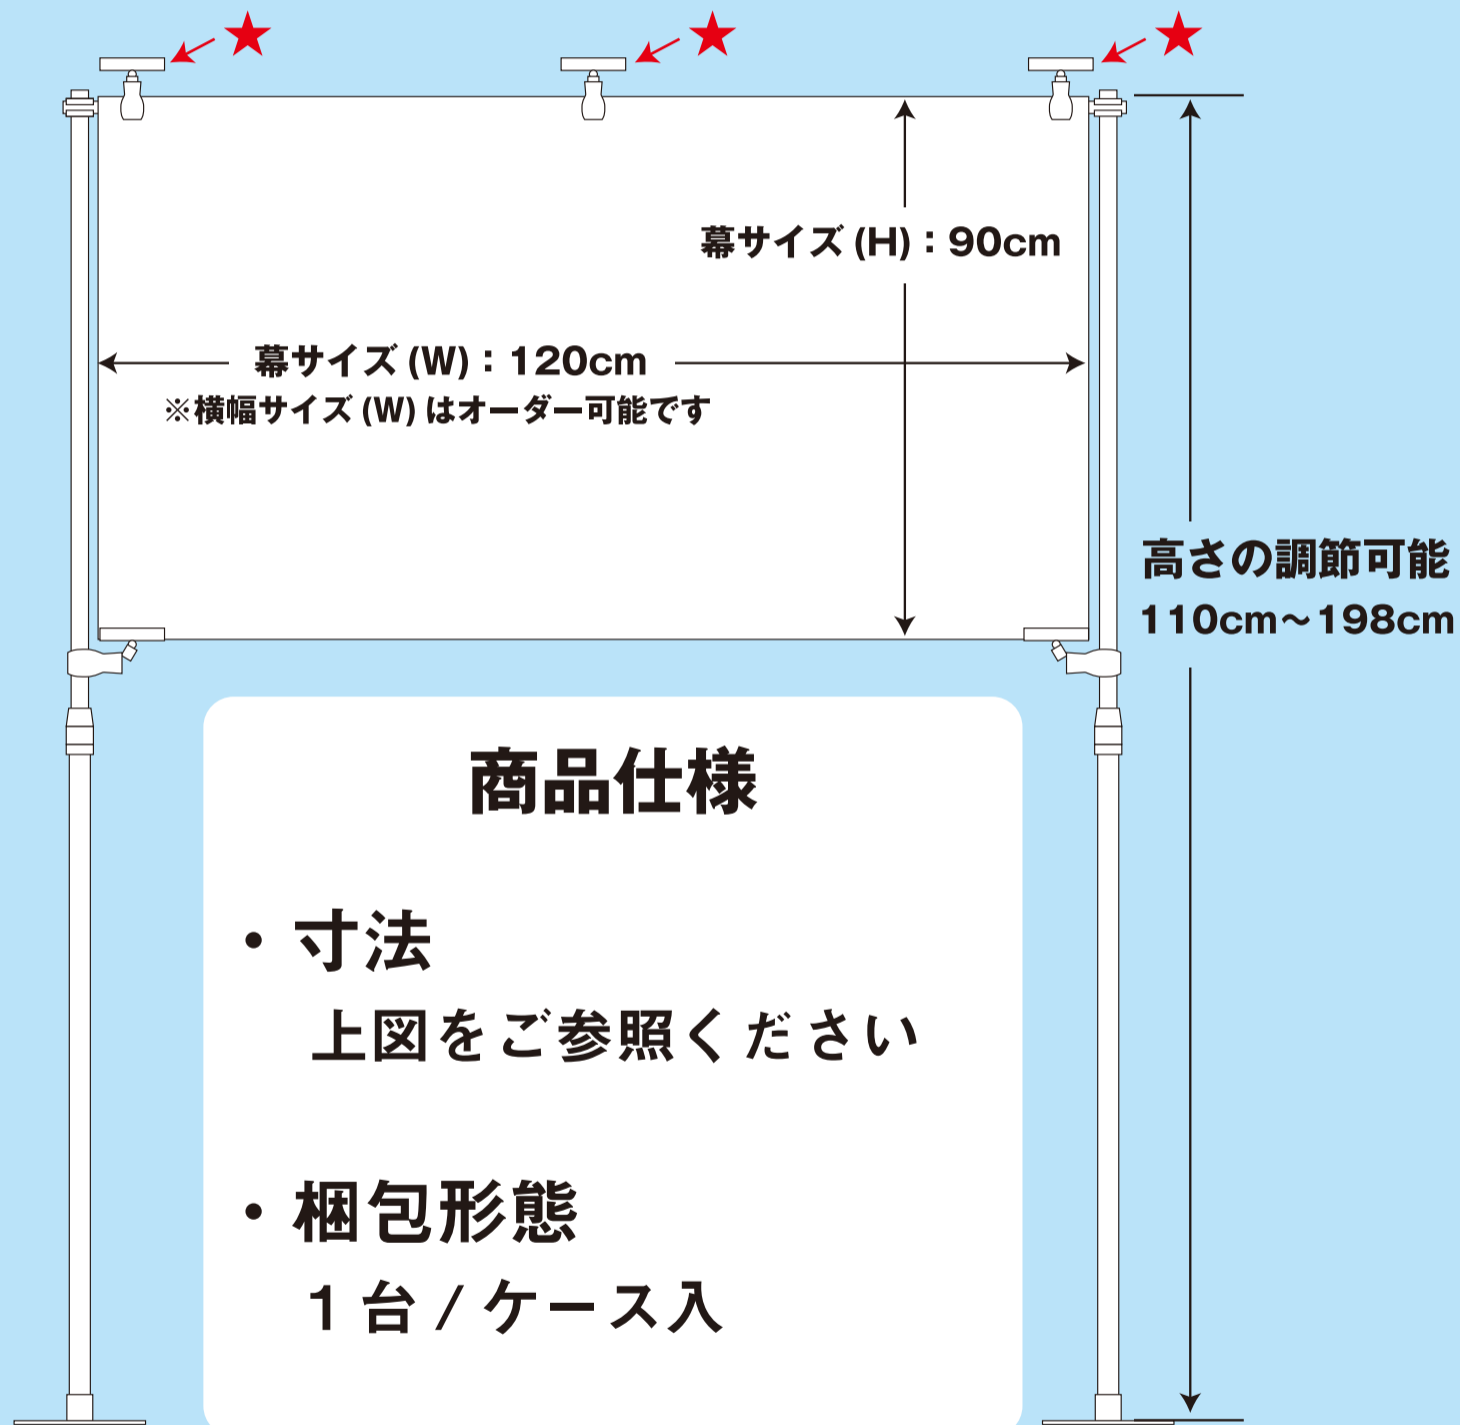 幕サイズ(H)：90cm
幕サイズ(W)：120cm
※横幅サイズ(W)はオーダー可能です
高さの調節可能
110cm～198cm
商品仕様
・寸法
上図をご参照ください
・梱包形態
1台/ケース入